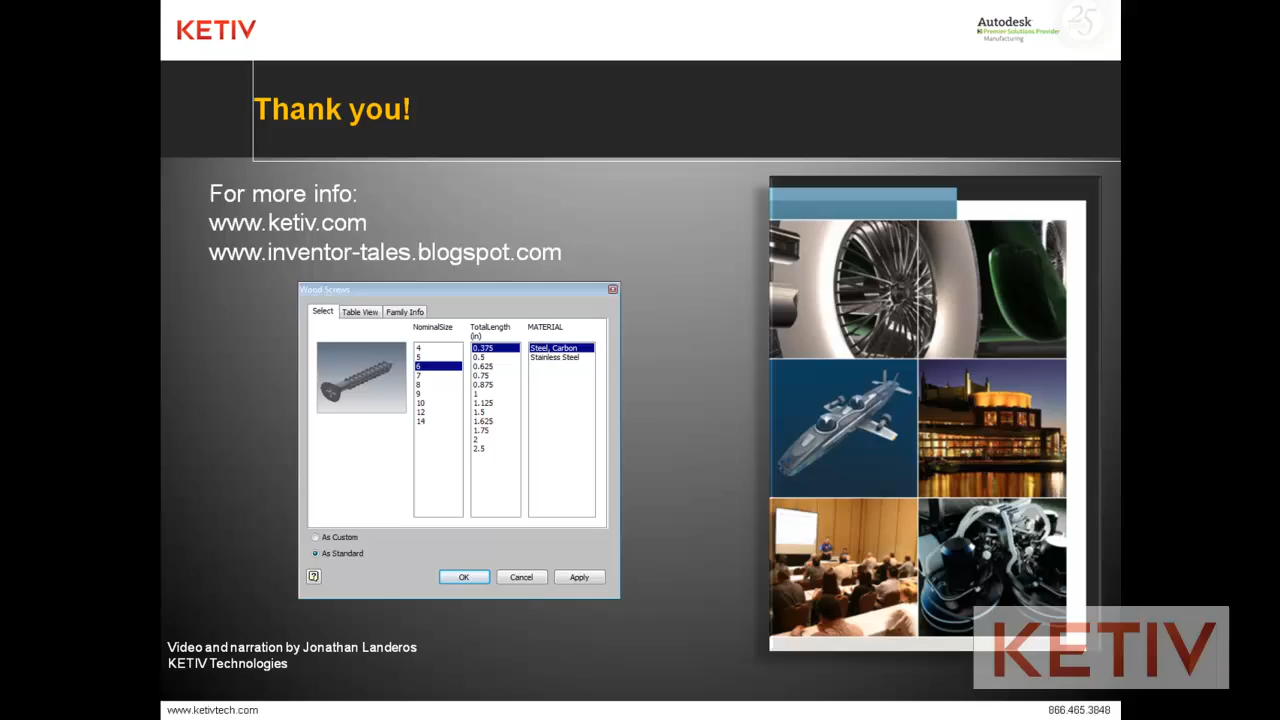 KETIV
Autodesk
Premier Solutions Provider
Manufacturing
25
Thank you!
For more info:
www.ketiv.com
www.inventor-tales.blogspot.com
Wood Screws
Select
Table View
Family Info
NominalSize
TotalLength
(in)
MATERIAL
4
5
6
7
8
9
10
12
14
0.375
0.5
0.625
0.75
0.875
1
1.125
1.5
1.625
1.75
2
2.5
Steel, Carbon
Stainless Steel
As Custom
As Standard
?
OK
Cancel
Apply
Video and narration by Jonathan Landeros
KETIV Technologies
KETIV
www.ketivtech.com
866.465.3848